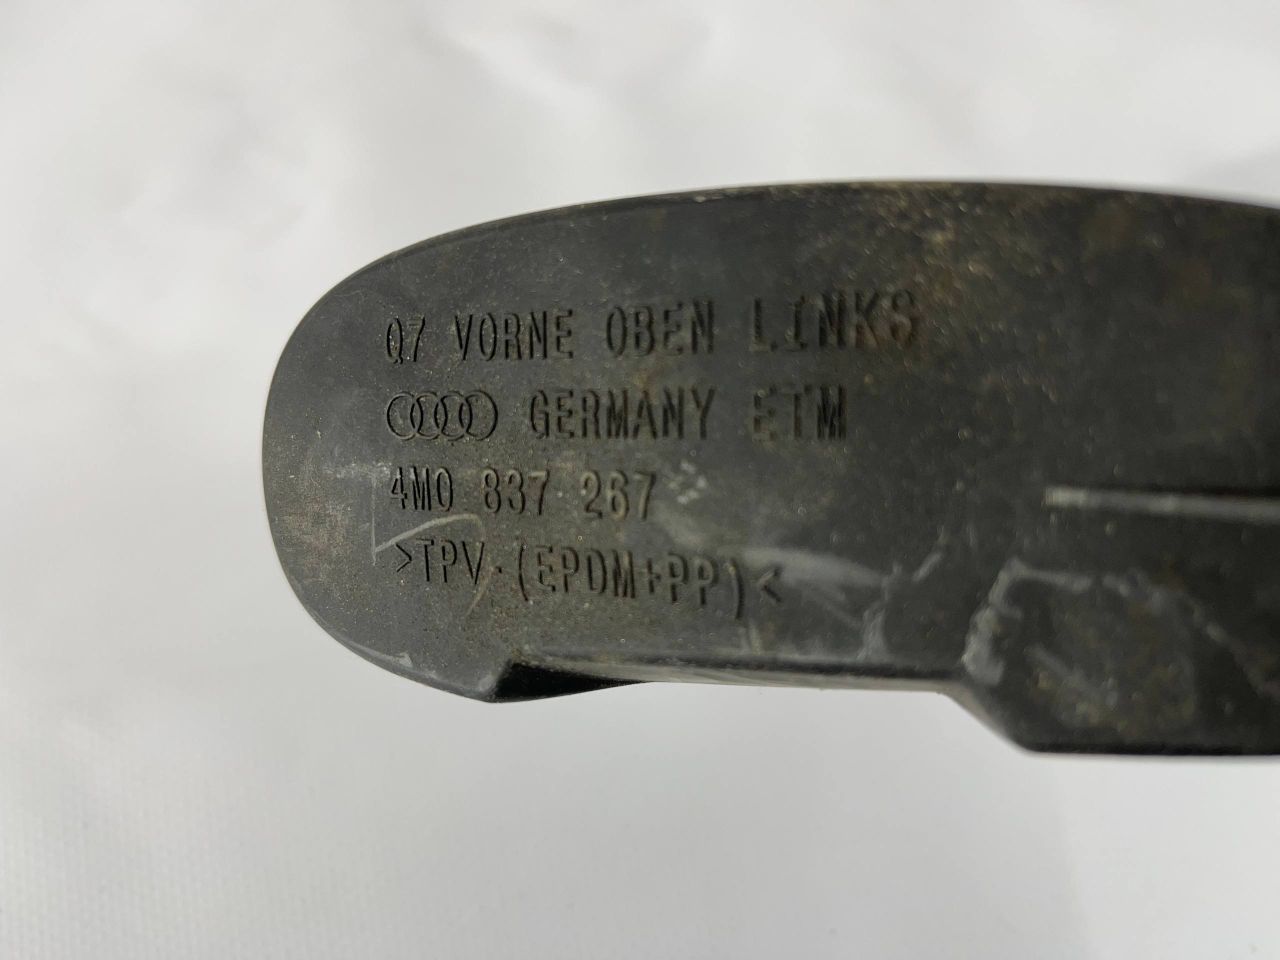 Q7 VORNE OBEN LINKS
GERMANY ETM
4M0 837 267
>TPV-(EPDM+PP)<